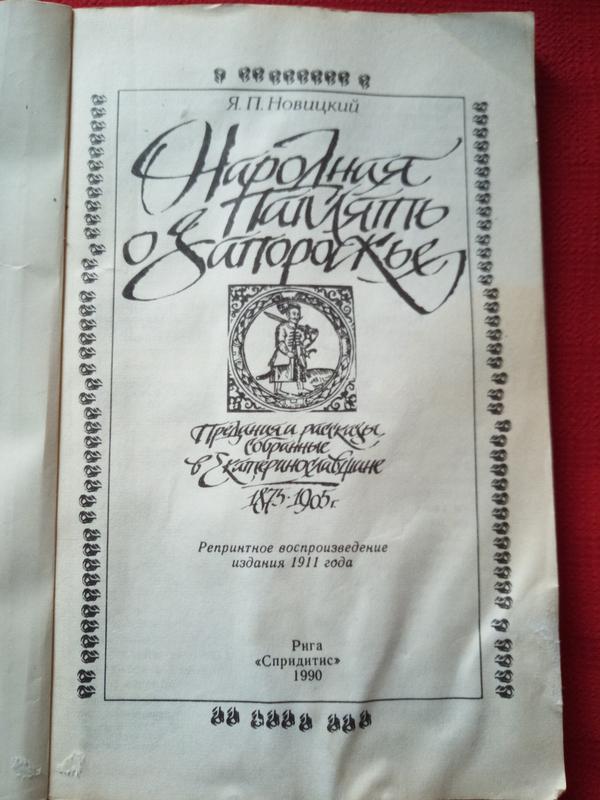 Я. П. Новицкий
Народная
Память
о Запорожье
Предания и рассказы,
собранные
в Екатеринославщине
1875-1905 г.
Репринтное воспроизведение
издания 1911 года
Рига
«Спридитис»
1990